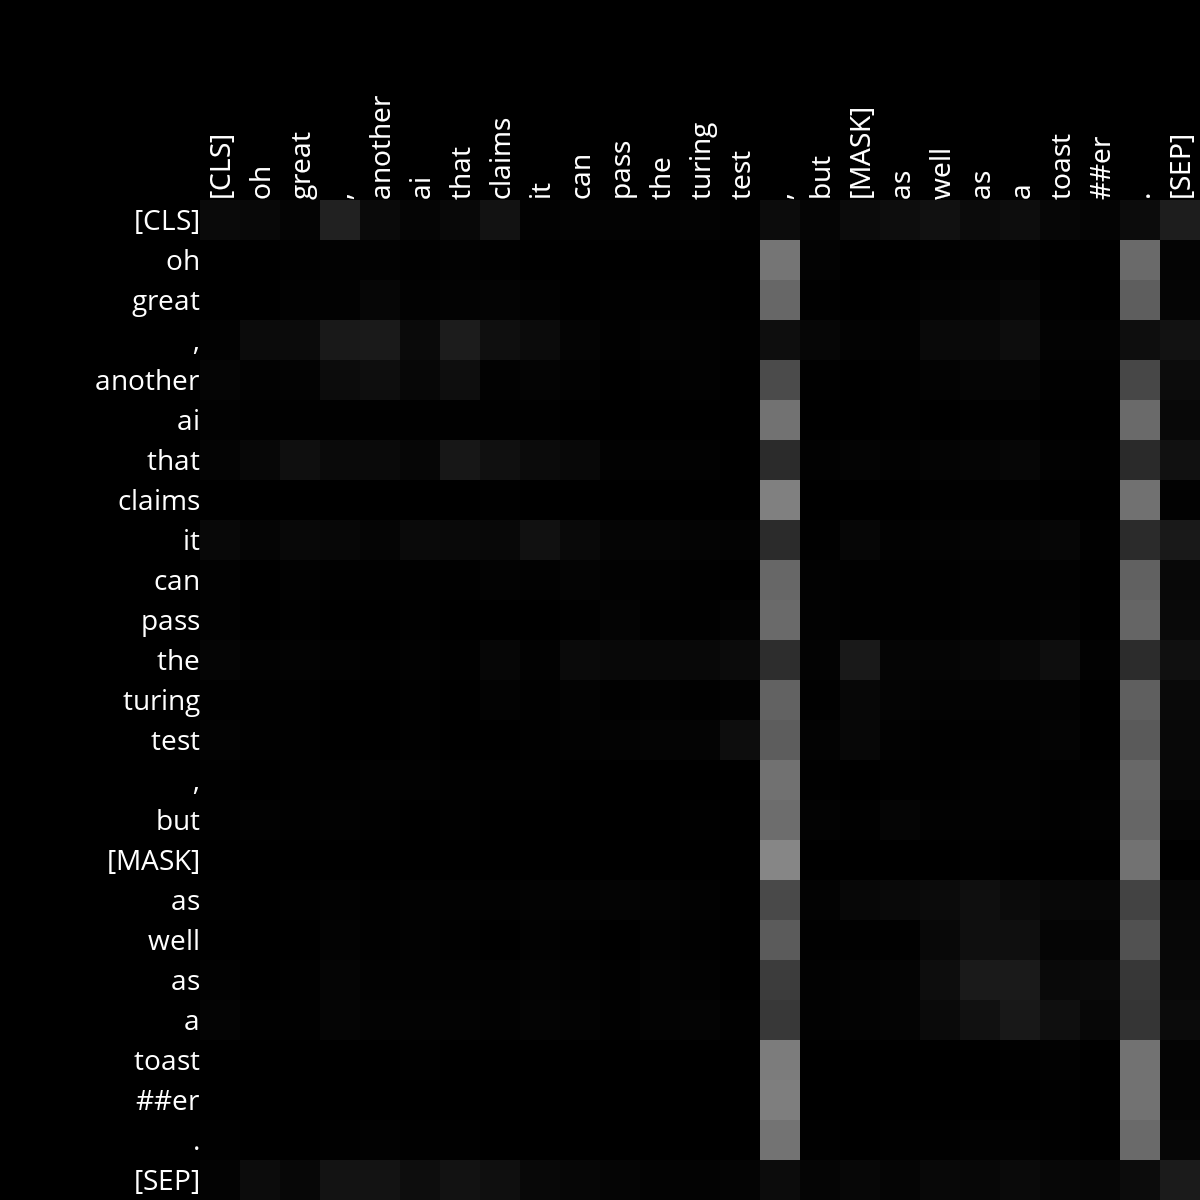 [CLS] oh great , another ai that claims it can pass the turing test , but [MASK] as well as a toast ##er . [SEP]
[CLS]
oh
great
,
another
ai
that
claims
it
can
pass
the
turing
test
,
but
[MASK]
as
well
as
a
toast
##er
.
[SEP]